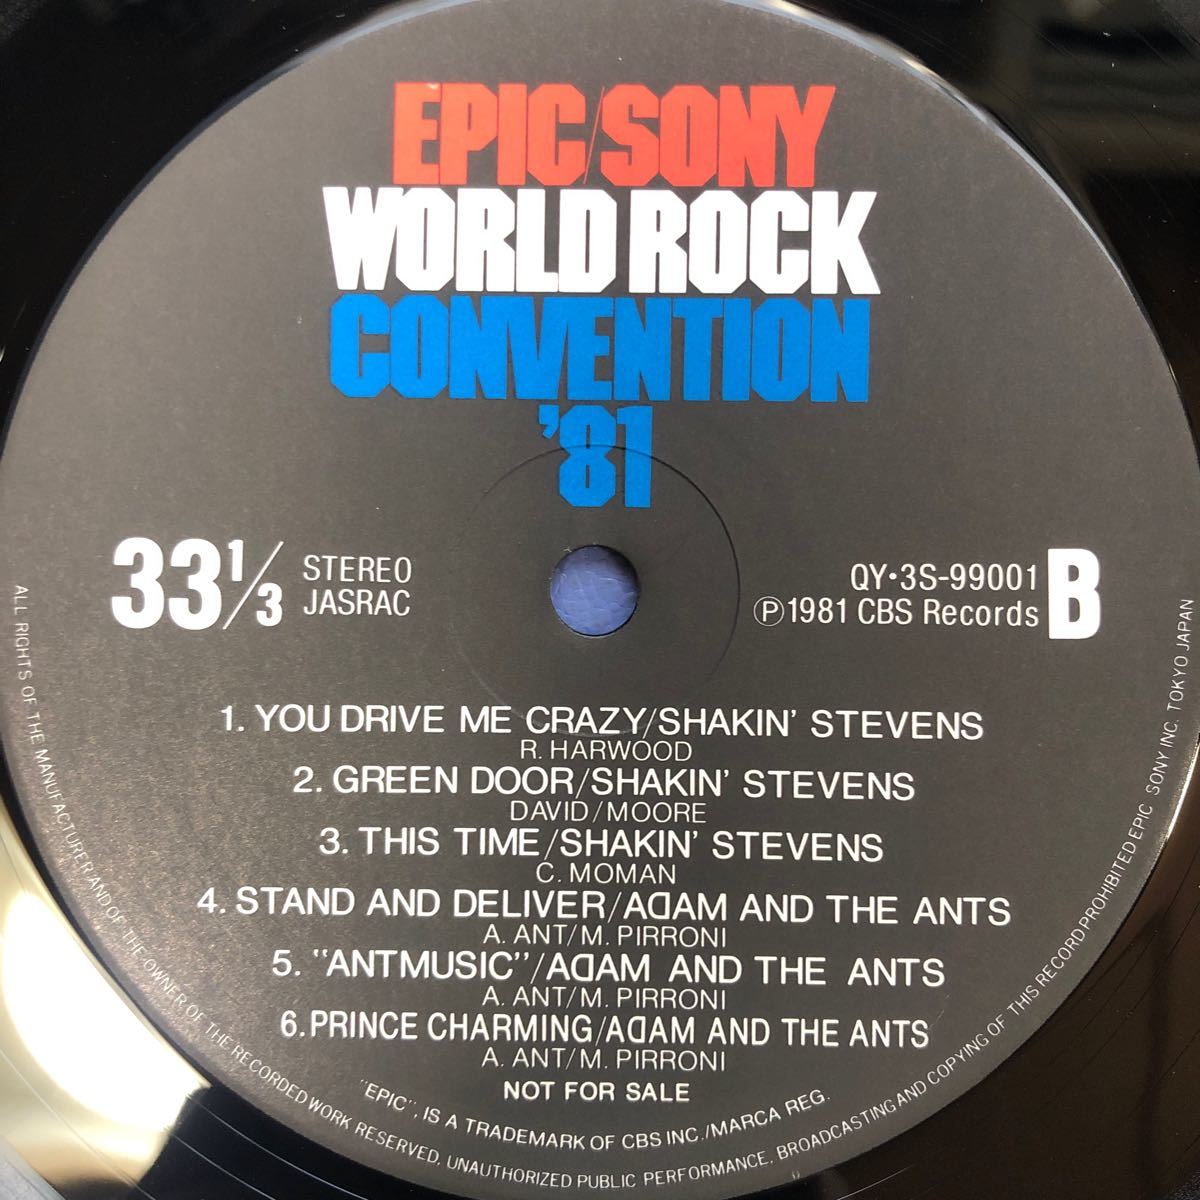 EPIC/SONY
WORLD ROCK
CONVENTION
'81
33 1/3
STEREO
JASRAC
QY·3S-99001
Ⓟ1981 CBS Records
B
1. YOU DRIVE ME CRAZY/SHAKIN' STEVENS
R. HARWOOD
2. GREEN DOOR/SHAKIN' STEVENS
DAVID/MOORE
3. THIS TIME/SHAKIN' STEVENS
C. MOMAN
4. STAND AND DELIVER/ADAM AND THE ANTS
A. ANT/M. PIRRONI
5. "ANTMUSIC"/ADAM AND THE ANTS
A. ANT/M. PIRRONI
6. PRINCE CHARMING/ADAM AND THE ANTS
A. ANT/M. PIRRONI
NOT FOR SALE
"EPIC", IS A TRADEMARK OF CBS INC./MARCA REG.
ALL RIGHTS OF THE MANUFACTURER AND OF THE OWNER OF THE RECORDED WORK RESERVED. UNAUTHORIZED PUBLIC PERFORMANCE, BROADCASTING AND COPYING OF THIS RECORD PROHIBITED EPIC SONY INC. TOKYO JAPAN